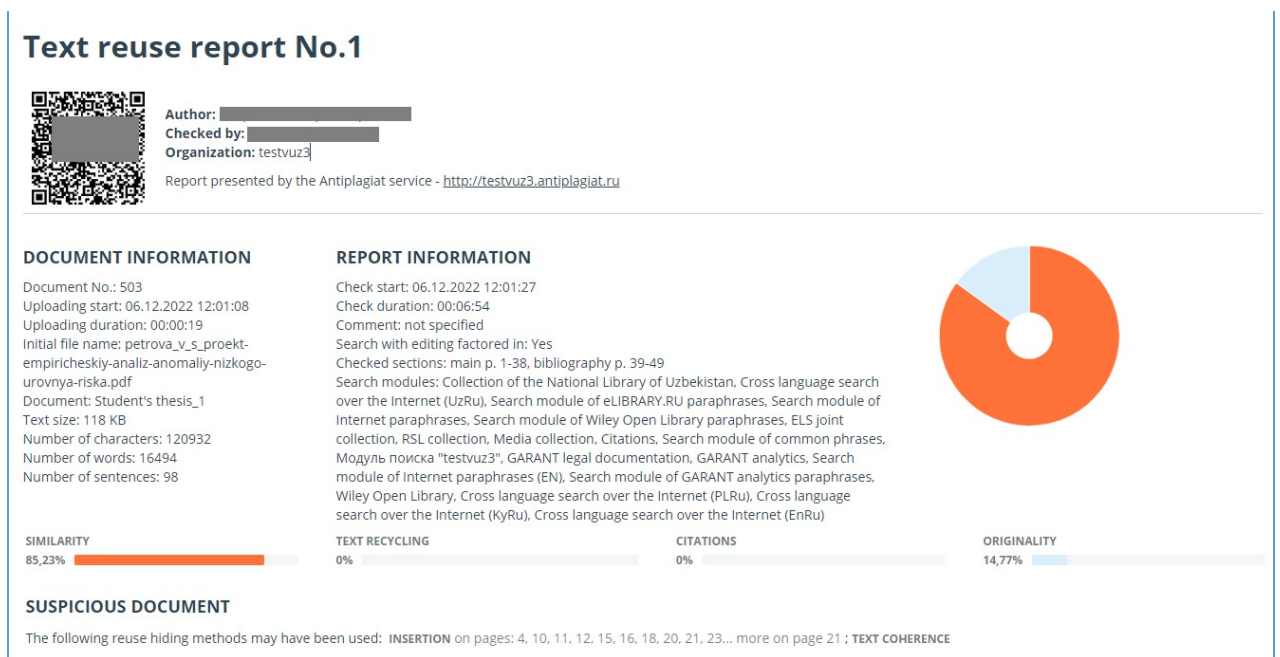 Text reuse report No.1
Author:
Checked by:
Organization: testvuz3
Report presented by the Antiplagiat service - http://testvuz3.antiplagiat.ru
DOCUMENT INFORMATION
Document No.: 503
Uploading start: 06.12.2022 12:01:08
Uploading duration: 00:00:19
Initial file name: petrova_v_s_proekt-
empiricheskiy-analiz-anomaliy-nizkogo-
urovnya-riska.pdf
Document: Student's thesis_1
Text size: 118 KB
Number of characters: 120932
Number of words: 16494
Number of sentences: 98
REPORT INFORMATION
Check start: 06.12.2022 12:01:27
Check duration: 00:06:54
Comment: not specified
Search with editing factored in: Yes
Checked sections: main p. 1-38, bibliography p. 39-49
Search modules: Collection of the National Library of Uzbekistan, Cross language search
over the Internet (UzRu), Search module of eLIBRARY.RU paraphrases, Search module of
Internet paraphrases, Search module of Wiley Open Library paraphrases, ELS joint
collection, RSL collection, Media collection, Citations, Search module of common phrases,
Модуль поиска "testvuz3", GARANT legal documentation, GARANT analytics, Search
module of Internet paraphrases (EN), Search module of GARANT analytics paraphrases,
Wiley Open Library, Cross language search over the Internet (PLRu), Cross language
search over the Internet (KyRu), Cross language search over the Internet (EnRu)
SIMILARITY
85,23%
TEXT RECYCLING
0%
CITATIONS
0%
ORIGINALITY
14,77%
SUSPICIOUS DOCUMENT
The following reuse hiding methods may have been used: INSERTION on pages: 4, 10, 11, 12, 15, 16, 18, 20, 21, 23... more on page 21 ; TEXT COHERENCE